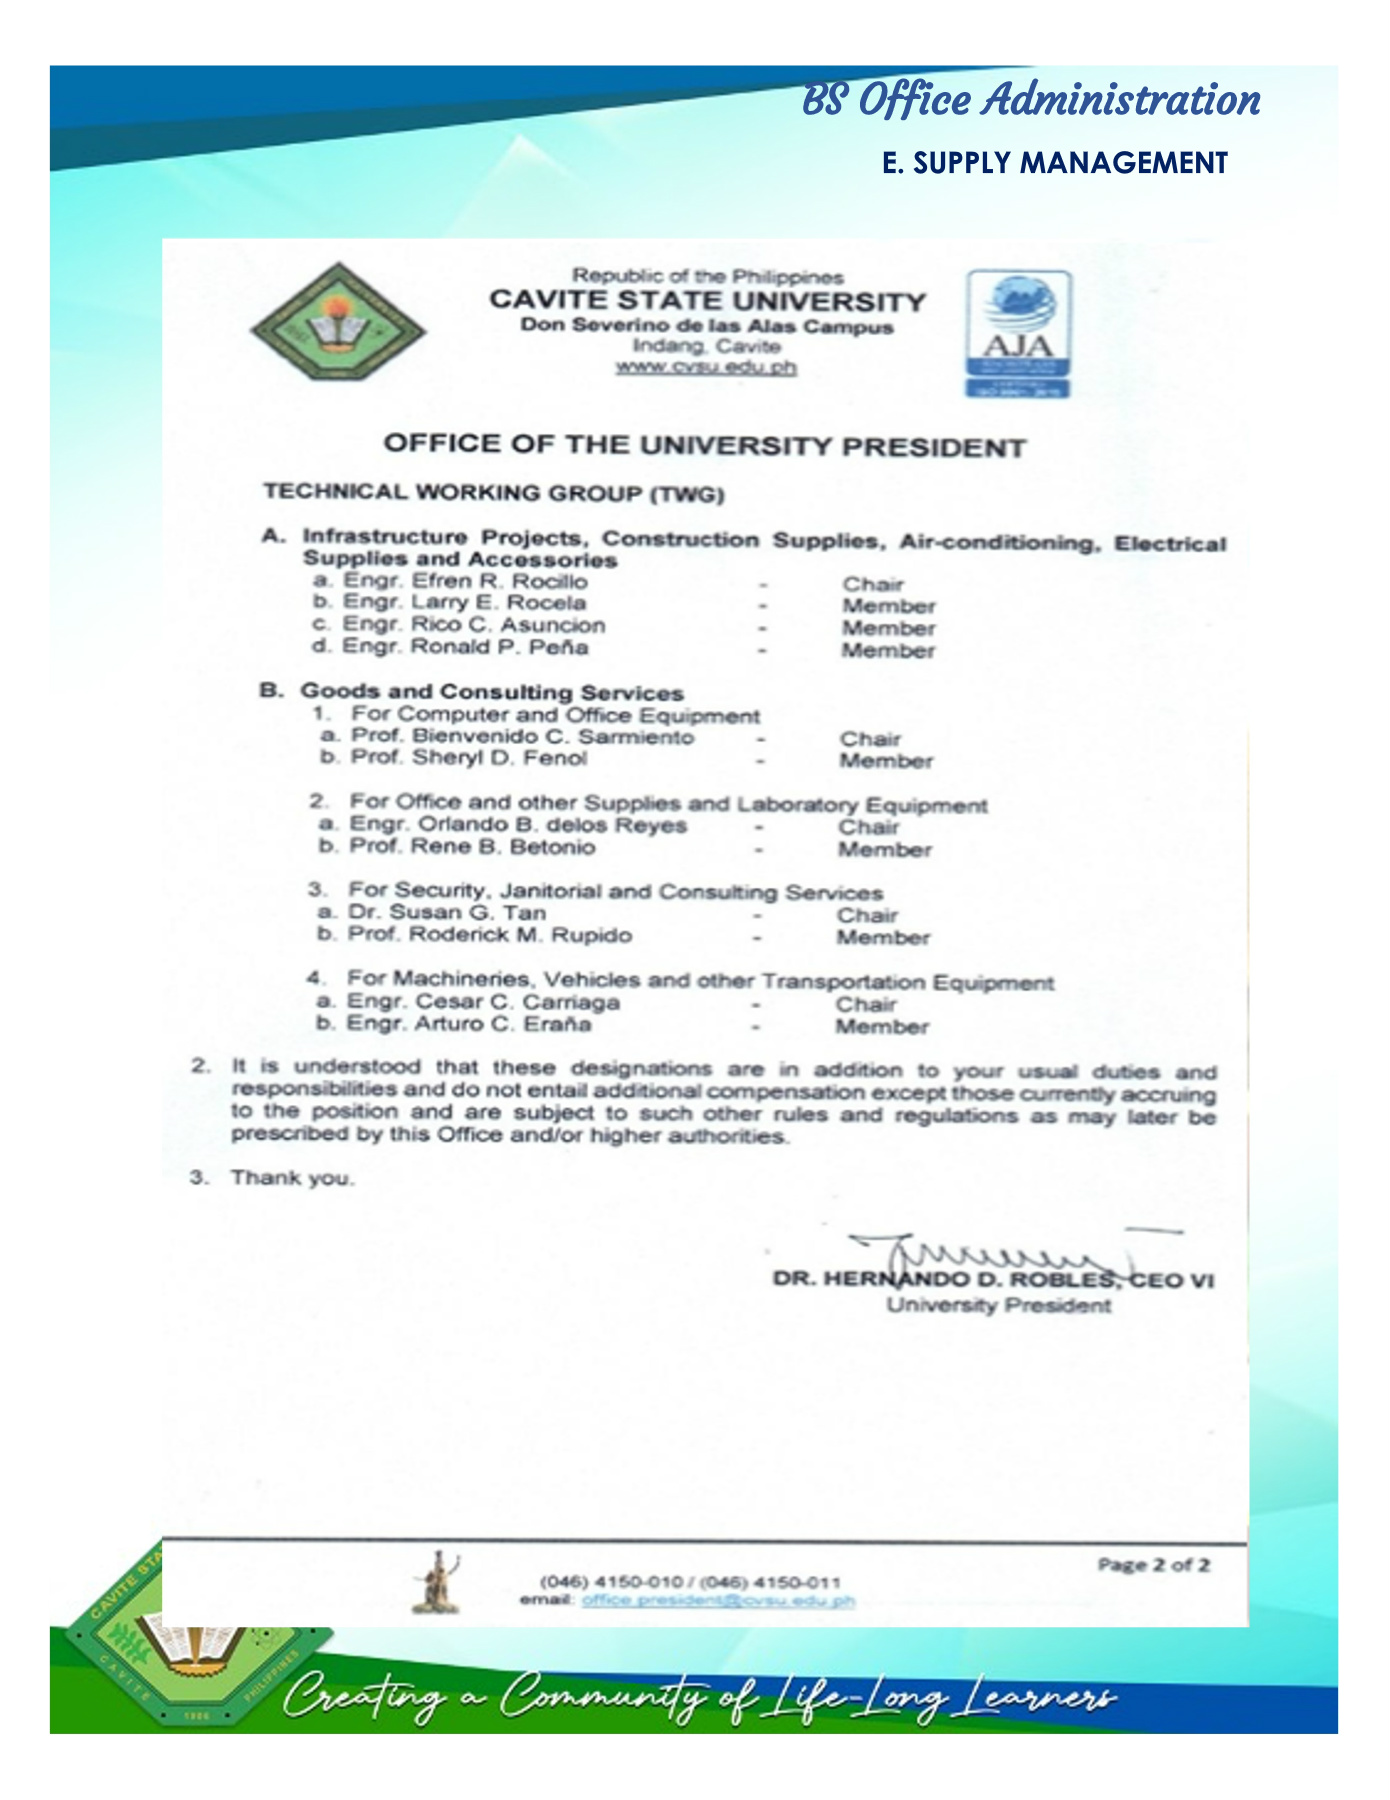 BS Office Administration
E. SUPPLY MANAGEMENT
Republic of the Philippines
CAVITE STATE UNIVERSITY
Don Severino de las Alas Campus
Indang, Cavite
www.cvsu.edu.ph
AJA
OFFICE OF THE UNIVERSITY PRESIDENT
TECHNICAL WORKING GROUP (TWG)
A. Infrastructure Projects, Construction Supplies, Air-conditioning, Electrical
Supplies and Accessories
a. Engr. Efren R. Rocillo - Chair
b. Engr. Larry E. Rocela - Member
c. Engr. Rico C. Asuncion - Member
d. Engr. Ronald P. Peña - Member
B. Goods and Consulting Services
1. For Computer and Office Equipment
a. Prof. Bienvenido C. Sarmiento - Chair
b. Prof. Sheryl D. Fenol - Member
2. For Office and other Supplies and Laboratory Equipment
a. Engr. Orlando B. delos Reyes - Chair
b. Prof. Rene B. Betonio - Member
3. For Security, Janitorial and Consulting Services
a. Dr. Susan G. Tan - Chair
b. Prof. Roderick M. Rupido - Member
4. For Machineries, Vehicles and other Transportation Equipment
a. Engr. Cesar C. Carriaga - Chair
b. Engr. Arturo C. Eraña - Member
2. It is understood that these designations are in addition to your usual duties and
responsibilities and do not entail additional compensation except those currently accruing
to the position and are subject to such other rules and regulations as may later be
prescribed by this Office and/or higher authorities.
3. Thank you.
DR. HERNANDO D. ROBLES, CEO VI
University President
Page 2 of 2
(046) 4150-010 / (046) 4150-011
email: office.president@cvsu.edu.ph
CAVITE STA
CAVITE
PHILIPPINES
1906
Creating a Community of Life-Long Learners